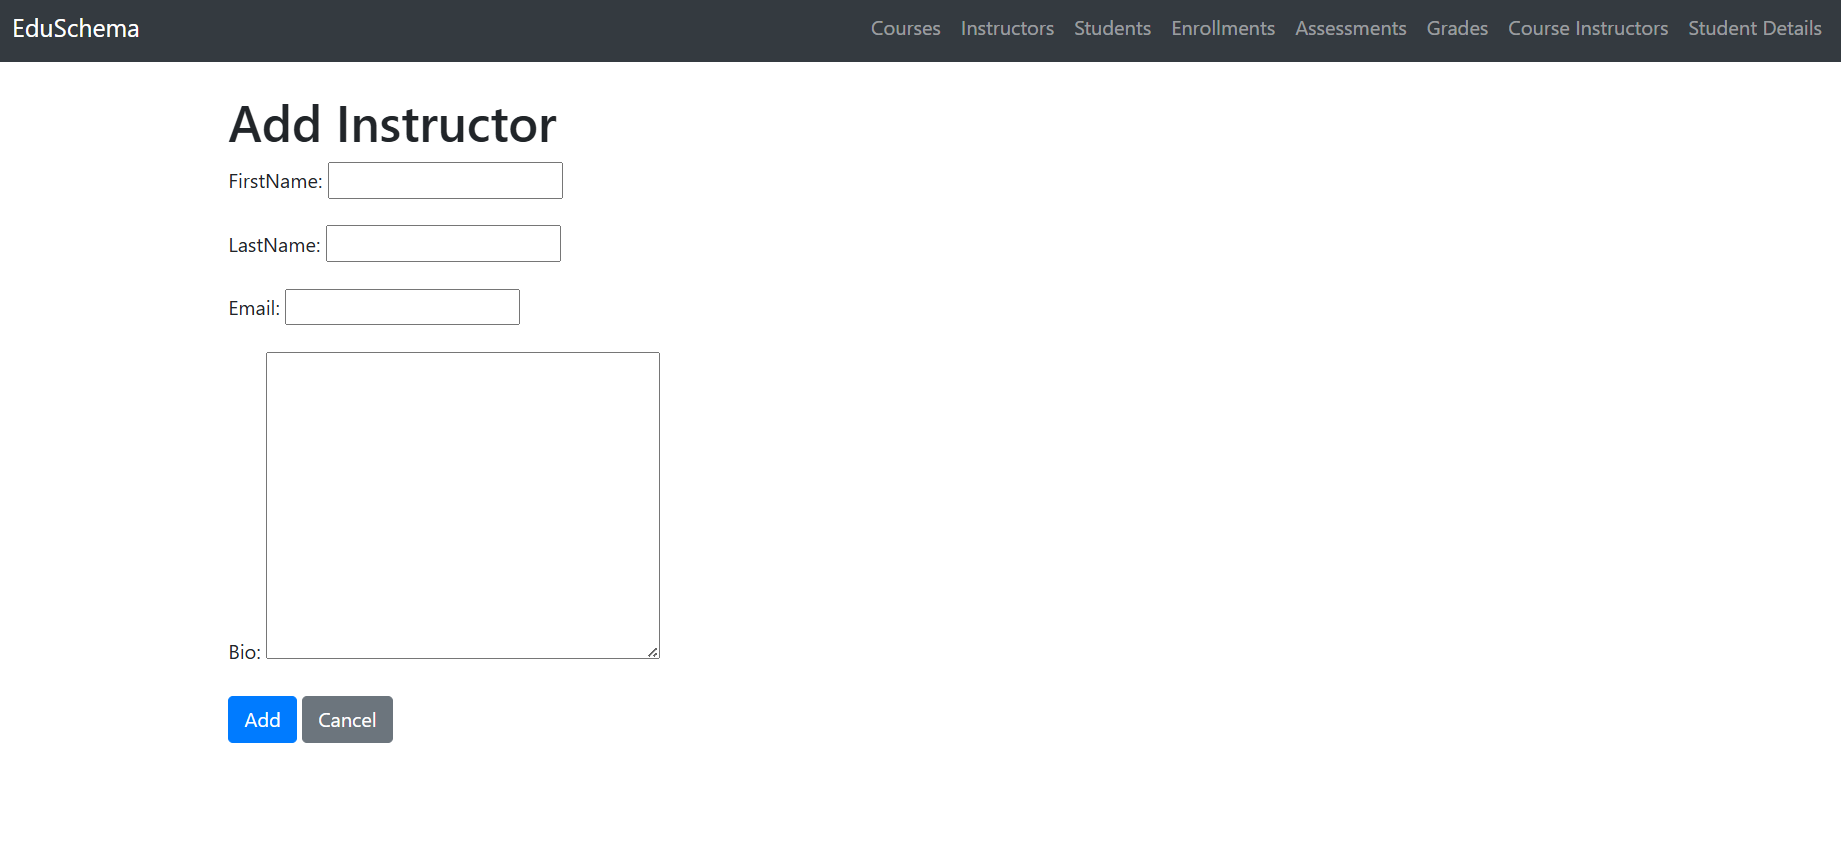 EduSchema Courses Instructors Students Enrollments Assessments Grades Course Instructors Student Details
Add Instructor
FirstName:
LastName:
Email:
Bio:
Add Cancel